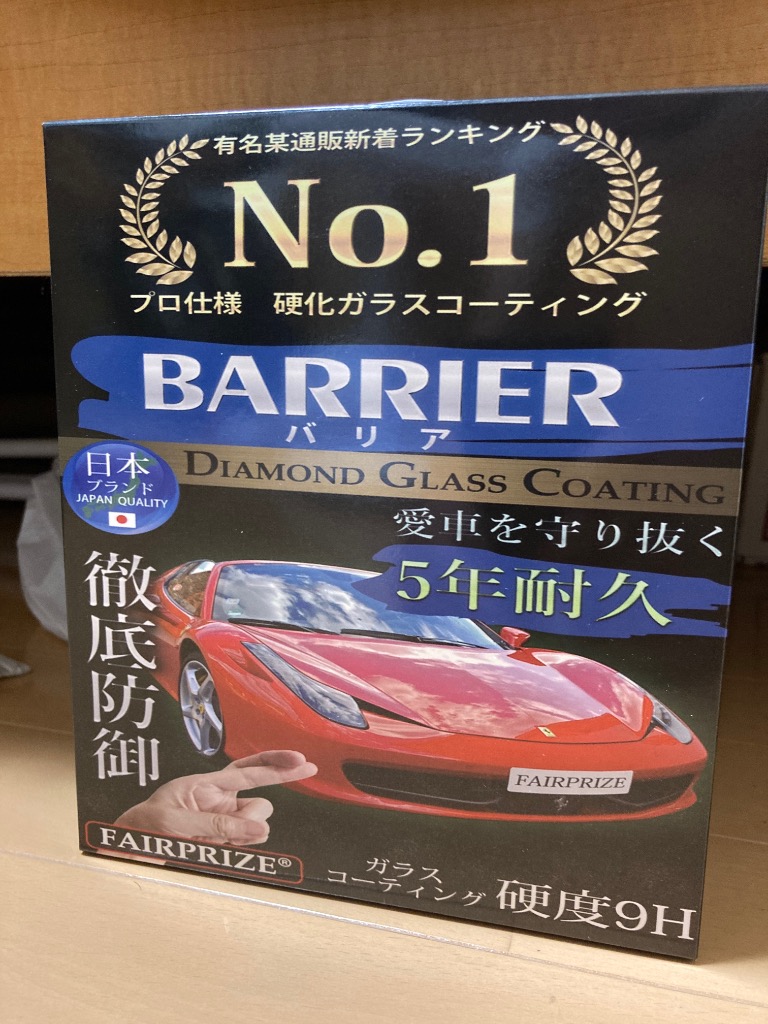 有名某通販新着ランキング
No.1
プロ仕様 硬化ガラスコーティング
BARRIER
バリア
DIAMOND GLASS COATING
日本
ブランド
JAPAN QUALITY
愛車を守り抜く
5年耐久
徹底防御
FAIRPRIZE
FAIRPRIZE®
ガラス
コーティング 硬度9H